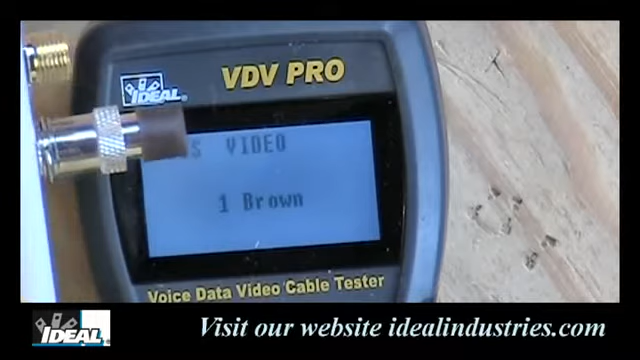 IDEAL
VDV PRO
VIDEO
1 Brown
Voice Data Video Cable Tester
IDEAL
Visit our website idealindustries.com